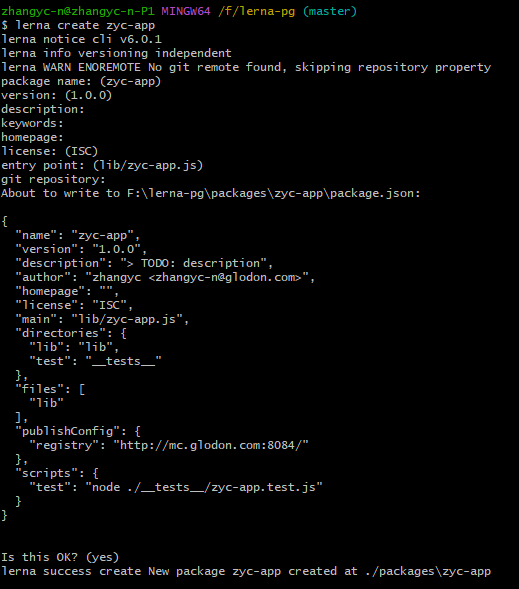 zhangyc-n@zhangyc-n-P1 MINGW64 /f/lerna-pg (master)
$ lerna create zyc-app
lerna notice cli v6.0.1
lerna info versioning independent
lerna WARN ENOREMOTE No git remote found, skipping repository property
package name: (zyc-app)
version: (1.0.0)
description:
keywords:
homepage:
license: (ISC)
entry point: (lib/zyc-app.js)
git repository:
About to write to F:\lerna-pg\packages\zyc-app\package.json:

{
  "name": "zyc-app",
  "version": "1.0.0",
  "description": "> TODO: description",
  "author": "zhangyc <zhangyc-n@glodon.com>",
  "homepage": "",
  "license": "ISC",
  "main": "lib/zyc-app.js",
  "directories": {
    "lib": "lib",
    "test": "__tests__"
  },
  "files": [
    "lib"
  ],
  "publishConfig": {
    "registry": "http://mc.glodon.com:8084/"
  },
  "scripts": {
    "test": "node ./__tests__/zyc-app.test.js"
  }
}

Is this OK? (yes)
lerna success create New package zyc-app created at ./packages\zyc-app